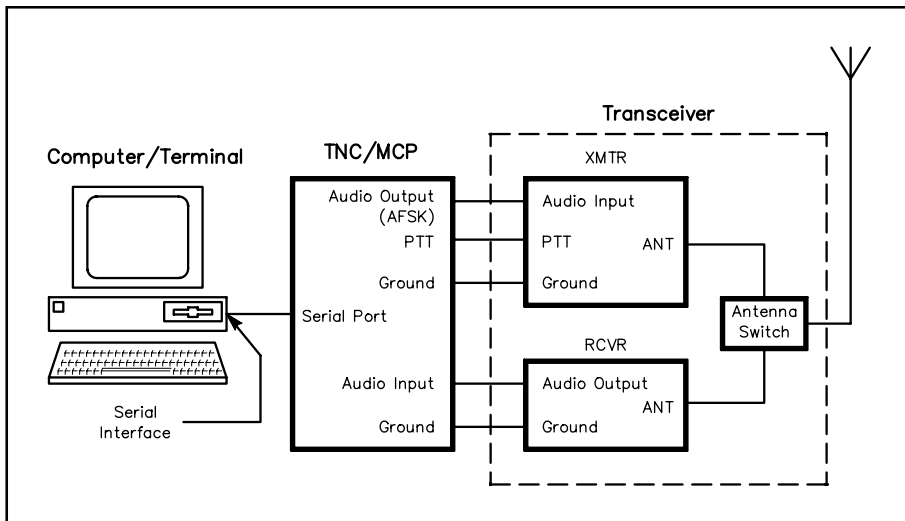 Transceiver
Computer/Terminal
TNC/MCP
XMTR
Audio Output
(AFSK)
PTT
Ground
Serial Port
Audio Input
Ground
Audio Input
PTT
ANT
Ground
Antenna
Switch
RCVR
Audio Output
ANT
Ground
Serial
Interface